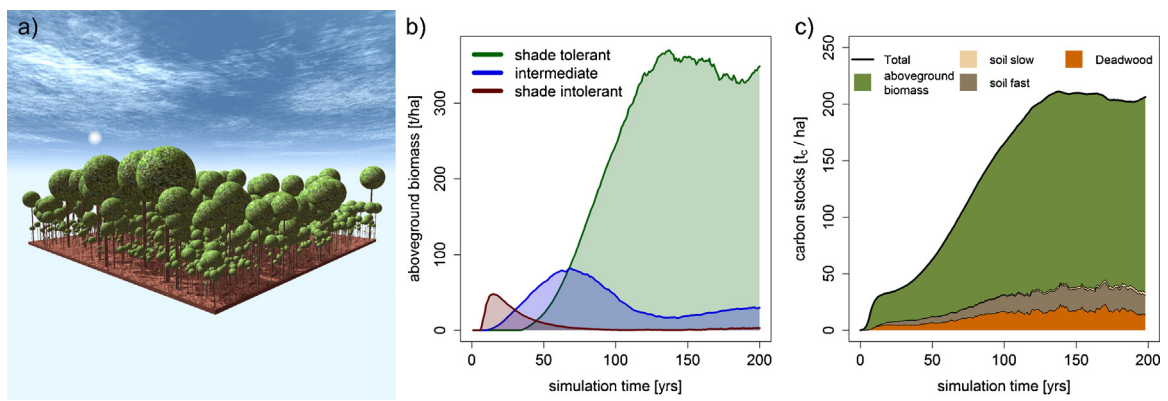 a)
b)
shade tolerant
intermediate
shade intolerant
aboveground biomass [t/ha]
300
200
100
0
0 50 100 150 200
simulation time [yrs]
c)
Total
aboveground
biomass
soil slow
soil fast
Deadwood
carbon stocks [tc / ha]
250
200
150
100
50
0
0 50 100 150 200
simulation time [yrs]